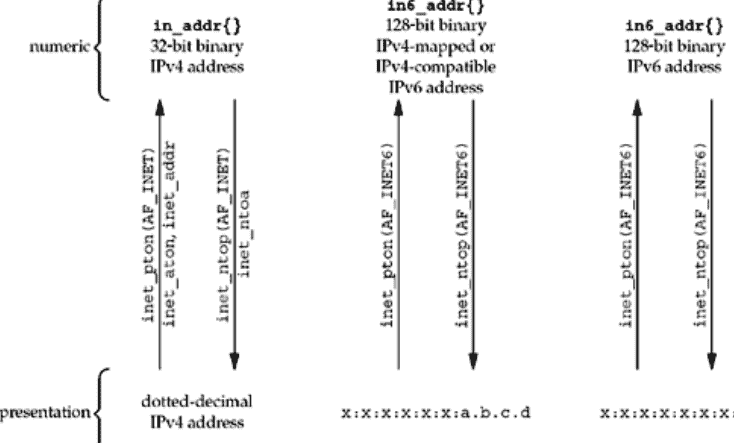 in_addr{}
32-bit binary
IPv4 address
in6_addr{}
128-bit binary
IPv4-mapped or
IPv4-compatible
IPv6 address
in6_addr{}
128-bit binary
IPv6 address
numeric
inet_pton(AF_INET)
inet_aton, inet_addr
inet_ntop(AF_INET)
inet_ntoa
inet_pton(AF_INET6)
inet_ntop(AF_INET6)
inet_pton(AF_INET6)
inet_ntop(AF_INET6)
presentation
dotted-decimal
IPv4 address
x:x:x:x:x:x:a.b.c.d
x:x:x:x:x:x:x: